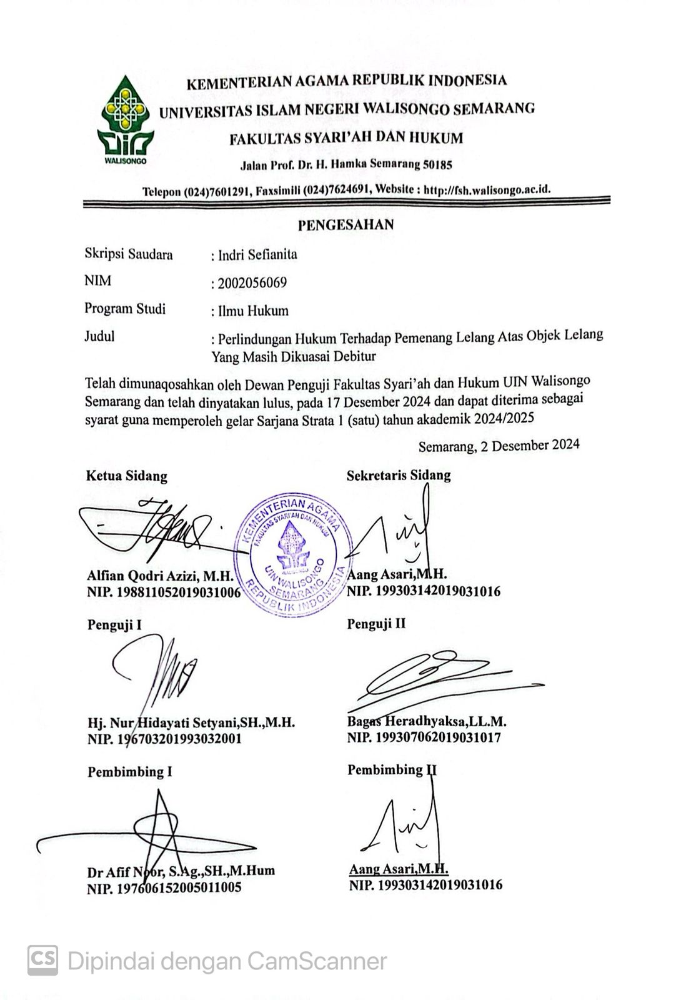 KEMENTERIAN AGAMA REPUBLIK INDONESIA
UNIVERSITAS ISLAM NEGERI WALISONGO SEMARANG
FAKULTAS SYARI'AH DAN HUKUM
WALISONGO
Jalan Prof. Dr. H. Hamka Semarang 50185
Telepon (024)7601291, Faxsimili (024)7624691, Website : http://fsh.walisongo.ac.id.
PENGESAHAN
Skripsi Saudara : Indri Sefianita
NIM : 2002056069
Program Studi : Ilmu Hukum
Judul : Perlindungan Hukum Terhadap Pemenang Lelang Atas Objek Lelang
Yang Masih Dikuasai Debitur
Telah dimunaqosahkan oleh Dewan Penguji Fakultas Syari'ah dan Hukum UIN Walisongo
Semarang dan telah dinyatakan lulus, pada 17 Desember 2024 dan dapat diterima sebagai
syarat guna memperoleh gelar Sarjana Strata 1 (satu) tahun akademik 2024/2025
Semarang, 2 Desember 2024
Ketua Sidang Sekretaris Sidang
KEMENTERIAN AGAMA
FAKULTAS SYARI'AH DAN HUKUM
WALISONGO
UIN WALISONGO
SEMARANG
REPUBLIK INDONESIA
Alfian Qodri Azizi, M.H. Aang Asari,M.H.
NIP. 198811052019031006 NIP. 199303142019031016
Penguji I Penguji II
Hj. Nur Hidayati Setyani,SH.,M.H. Bagas Heradhyaksa,LL.M.
NIP. 196703201993032001 NIP. 199307062019031017
Pembimbing I Pembimbing II
Dr Afif Noor, S.Ag.,SH.,M.Hum Aang Asari,M.H.
NIP. 197606152005011005 NIP. 199303142019031016
CS Dipindai dengan CamScanner